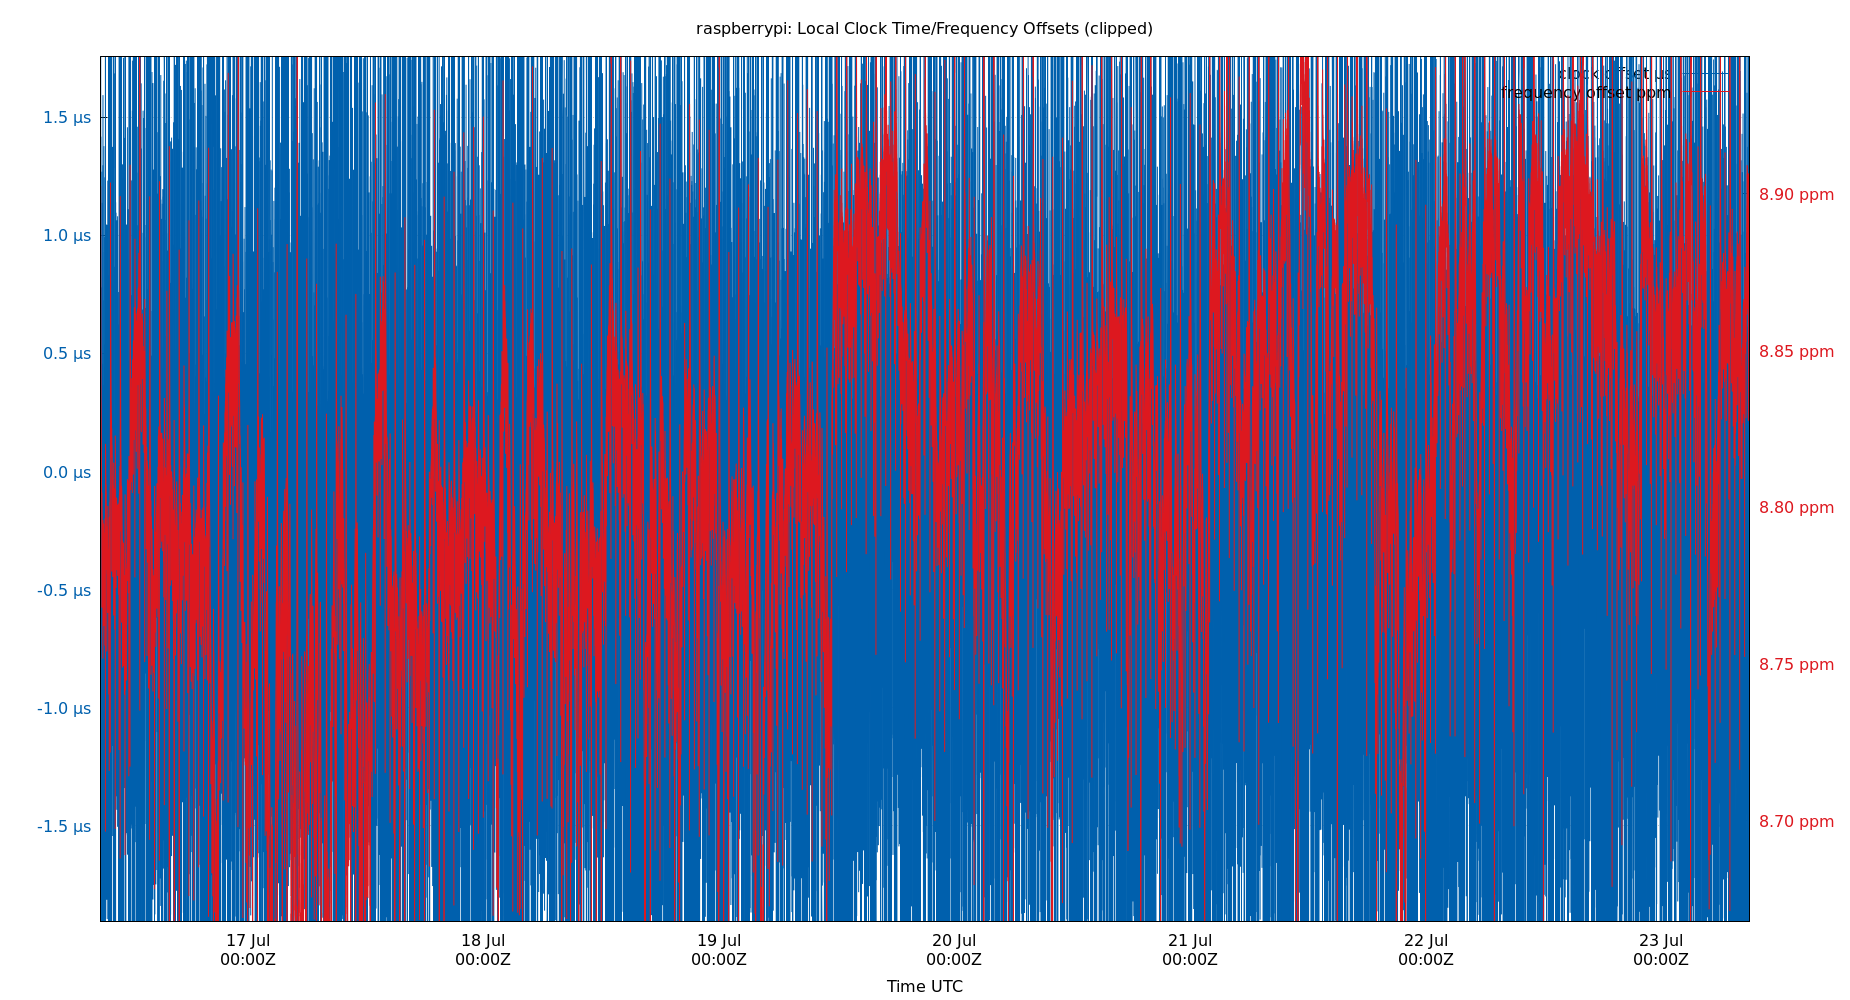 raspberrypi: Local Clock Time/Frequency Offsets (clipped)
clock offset µs
frequency offset ppm
1.5 µs
1.0 µs
0.5 µs
0.0 µs
-0.5 µs
-1.0 µs
-1.5 µs
8.90 ppm
8.85 ppm
8.80 ppm
8.75 ppm
8.70 ppm
17 Jul 18 Jul 19 Jul 20 Jul 21 Jul 22 Jul 23 Jul
00:00Z 00:00Z 00:00Z 00:00Z 00:00Z 00:00Z 00:00Z
Time UTC